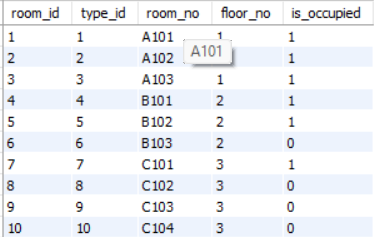 room_id type_id room_no floor_no is_occupied
1 1 A101 1 1
A101
2 2 A102 1
3 3 A103 1 1
4 4 B101 2 1
5 5 B102 2 1
6 6 B103 2 0
7 7 C101 3 1
8 8 C102 3 0
9 9 C103 3 0
10 10 C104 3 0